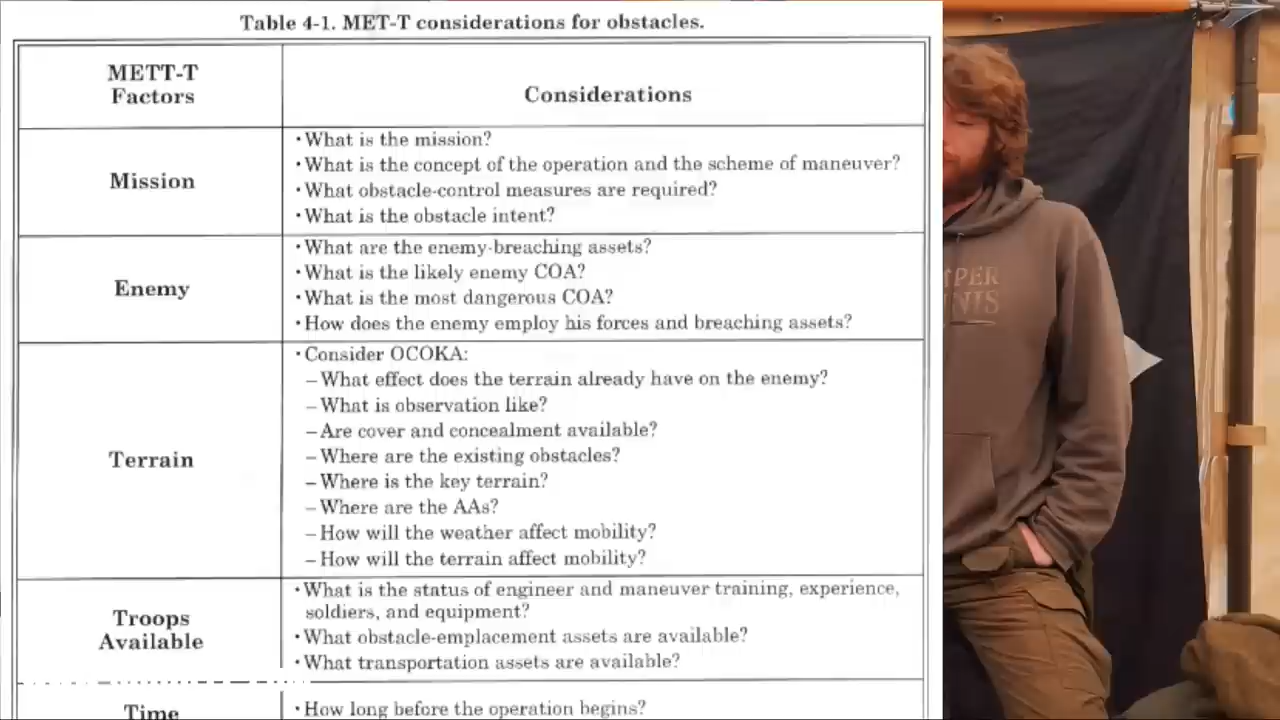 Table 4-1. MET-T considerations for obstacles.
METT-T
Factors
Considerations
Mission
• What is the mission?
• What is the concept of the operation and the scheme of maneuver?
• What obstacle-control measures are required?
• What is the obstacle intent?
Enemy
• What are the enemy-breaching assets?
• What is the likely enemy COA?
• What is the most dangerous COA?
• How does the enemy employ his forces and breaching assets?
Terrain
• Consider OCOKA:
– What effect does the terrain already have on the enemy?
– What is observation like?
– Are cover and concealment available?
– Where are the existing obstacles?
– Where is the key terrain?
– Where are the AAs?
– How will the weather affect mobility?
– How will the terrain affect mobility?
Troops
Available
• What is the status of engineer and maneuver training, experience,
soldiers, and equipment?
• What obstacle-emplacement assets are available?
• What transportation assets are available?
Time
• How long before the operation begins?
PER
NIS